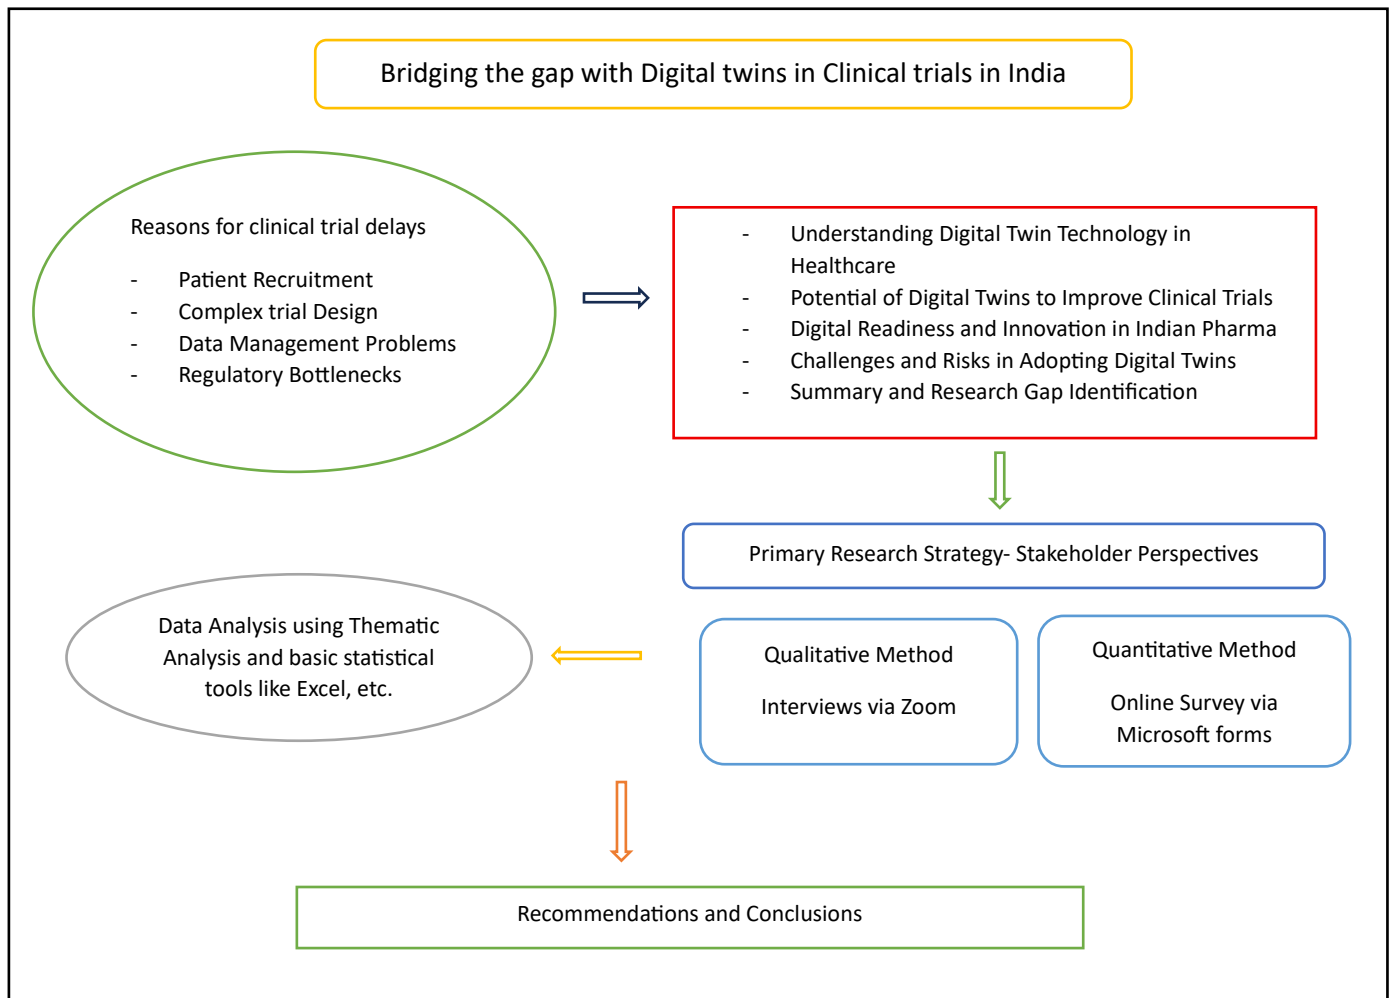 Bridging the gap with Digital twins in Clinical trials in India
Reasons for clinical trial delays
- Patient Recruitment
- Complex trial Design
- Data Management Problems
- Regulatory Bottlenecks
- Understanding Digital Twin Technology in
Healthcare
- Potential of Digital Twins to Improve Clinical Trials
- Digital Readiness and Innovation in Indian Pharma
- Challenges and Risks in Adopting Digital Twins
- Summary and Research Gap Identification
Primary Research Strategy- Stakeholder Perspectives
Qualitative Method
Interviews via Zoom
Quantitative Method
Online Survey via
Microsoft forms
Data Analysis using Thematic
Analysis and basic statistical
tools like Excel, etc.
Recommendations and Conclusions